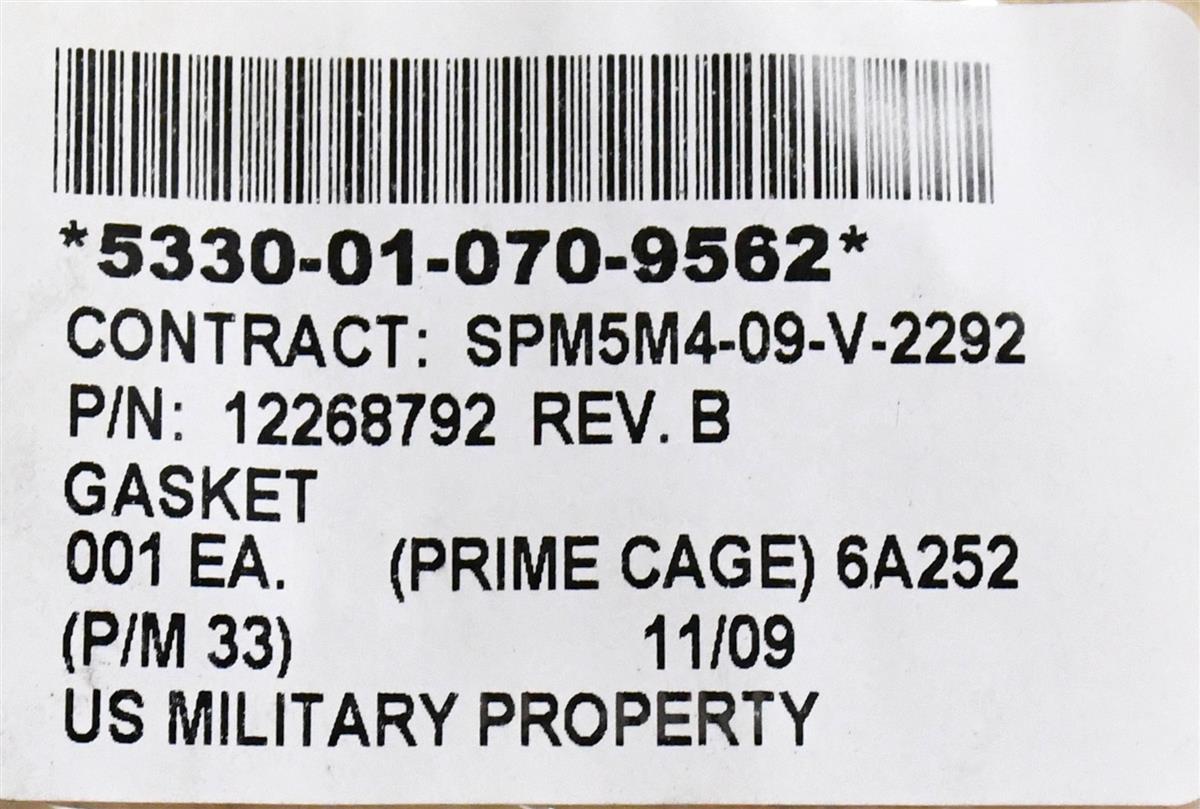 *5330-01-070-9562*
CONTRACT: SPM5M4-09-V-2292
P/N: 12268792 REV. B
GASKET
001 EA. (PRIME CAGE) 6A252
(P/M 33) 11/09
US MILITARY PROPERTY